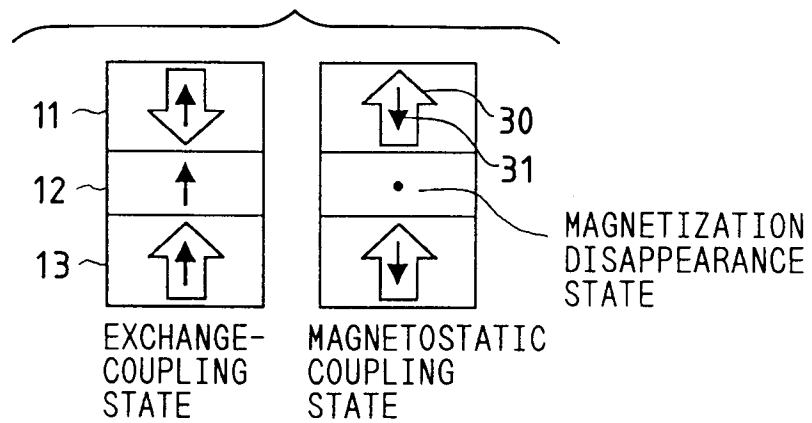 11
12
13
30
31
MAGNETIZATION
DISAPPEARANCE
STATE
EXCHANGE-
COUPLING
STATE
MAGNETOSTATIC
COUPLING
STATE